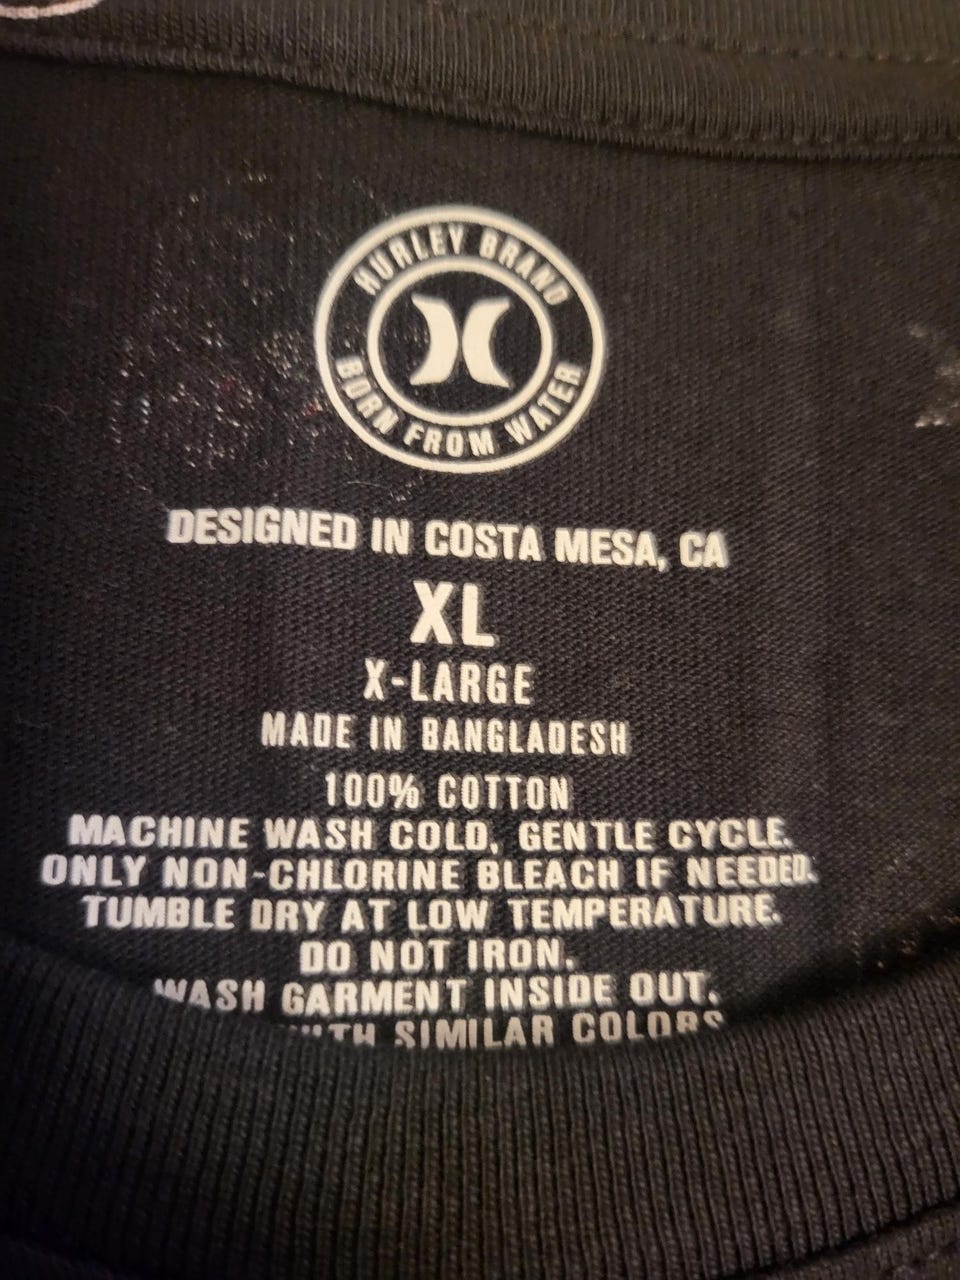 HURLEY BRAND
BORN FROM WATER
DESIGNED IN COSTA MESA, CA
XL
X-LARGE
MADE IN BANGLADESH
100% COTTON
MACHINE WASH COLD, GENTLE CYCLE.
ONLY NON-CHLORINE BLEACH IF NEEDED.
TUMBLE DRY AT LOW TEMPERATURE.
DO NOT IRON.
WASH GARMENT INSIDE OUT.
WITH SIMILAR COLORS